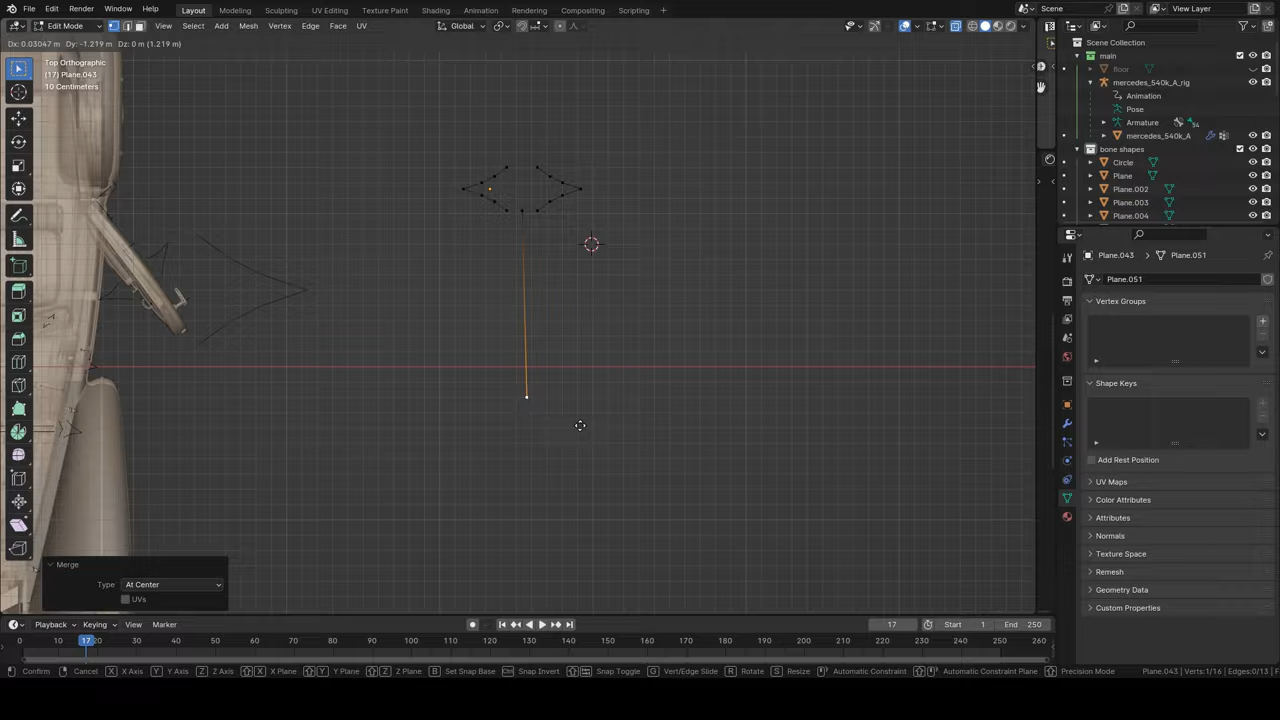 File Edit Render Window Help Layout Modeling Sculpting UV Editing Texture Paint Shading Animation Rendering Compositing Scripting Scene View Layer
Edit Mode View Select Add Mesh Vertex Edge Face UV Global
Dx: 0.03047 m Dy: -1.219 m Dz: 0 m (1.219 m)
Top Orthographic
(17) Plane.043
10 Centimeters
Scene Collection
main
floor
mercedes_540k_A_rig
Animation
Pose
Armature
mercedes_540k_A
bone shapes
Circle
Plane
Plane.002
Plane.003
Plane.004
Plane.043 Plane.051
Plane.051
Vertex Groups
Shape Keys
Add Rest Position
UV Maps
Color Attributes
Attributes
Normals
Texture Space
Remesh
Geometry Data
Custom Properties
Merge
Type At Center
UVs
Playback Keying View Marker 17 Start 1 End 250
0 10 17 20 30 40 50 60 70 80 90 100 110 120 130 140 150 160 170 180 190 200 210 220 230 240 250 260
Confirm Cancel X X Axis Y Y Axis Z Z Axis X X Plane Y Y Plane Z Z Plane B Set Snap Base Snap Invert Snap Toggle G Vert/Edge Slide R Rotate S Resize Automatic Constraint Automatic Constraint Plane Precision Mode Plane.043 | Verts:1/16 | Edges:0/13 | F